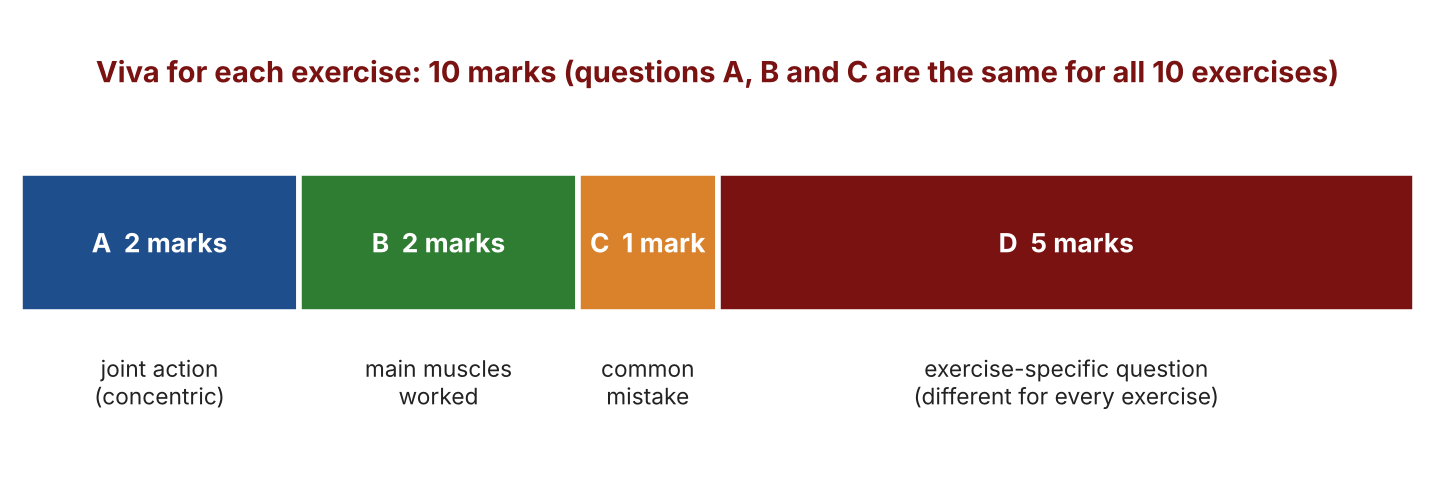 Viva for each exercise: 10 marks (questions A, B and C are the same for all 10 exercises)
A 2 marks
B 2 marks
C 1 mark
D 5 marks
joint action
(concentric)
main muscles
worked
common
mistake
exercise-specific question
(different for every exercise)